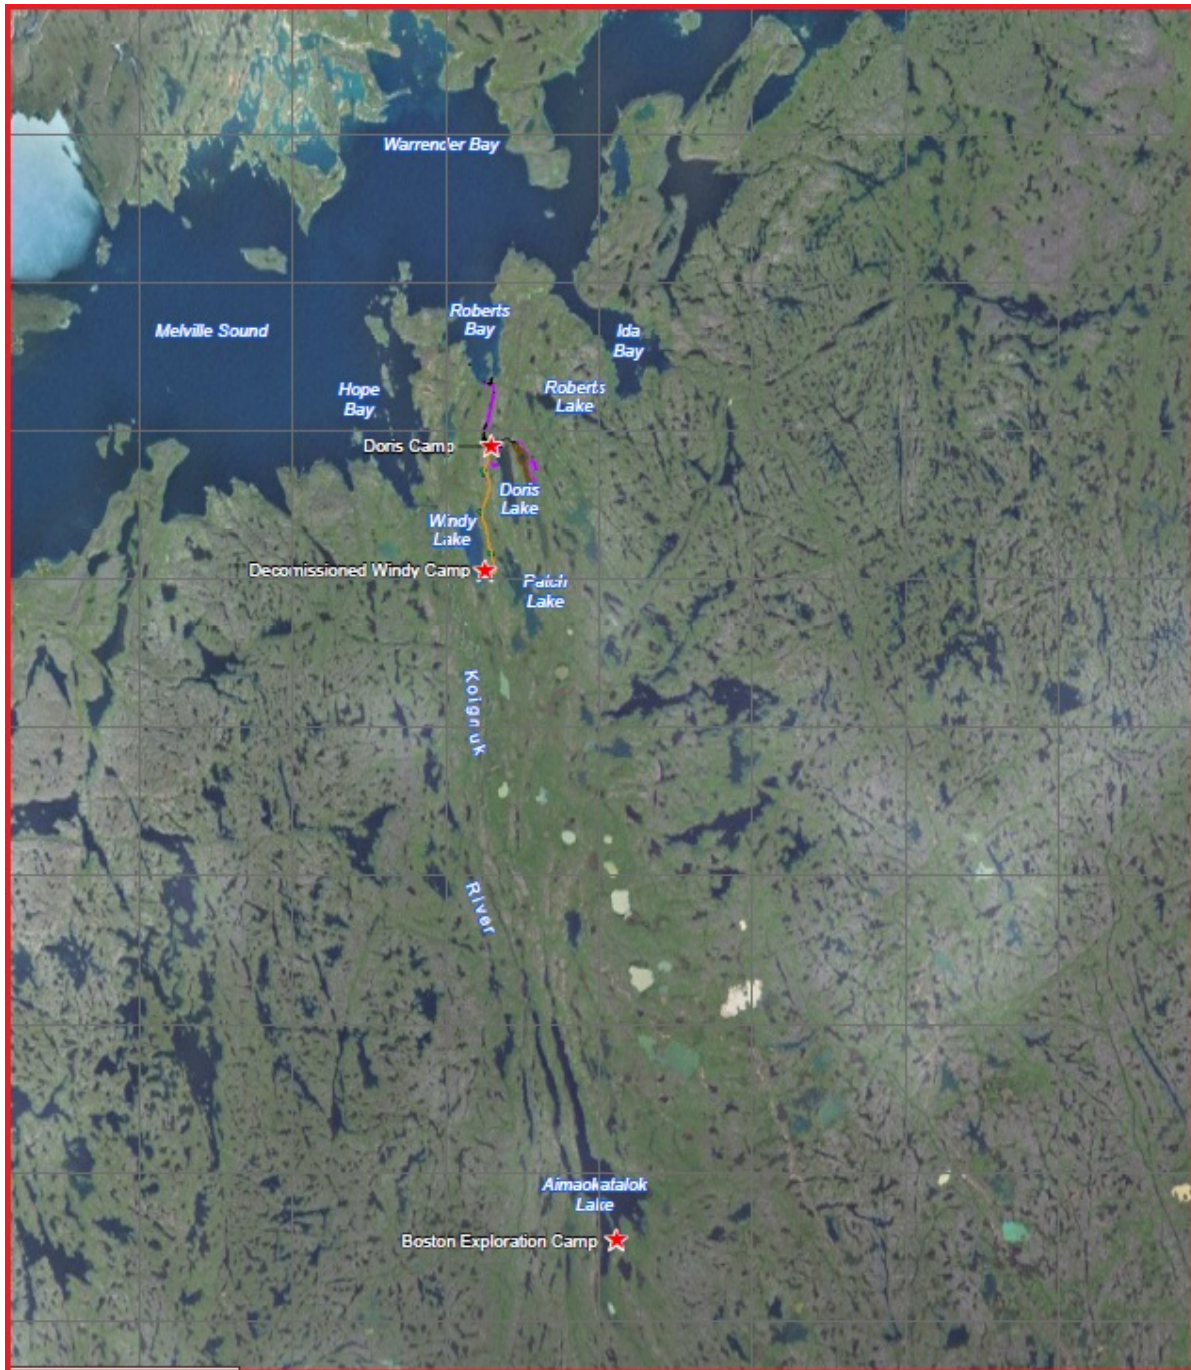 Warrender Bay
Roberts
Bay
Melville Sound
Ida
Bay
Hope
Bay
Roberts
Lake
Doris Camp
Doris
Lake
Windy
Lake
Decomissioned Windy Camp
Patch
Lake
Koignuk
River
Aimaokatalok
Lake
Boston Exploration Camp